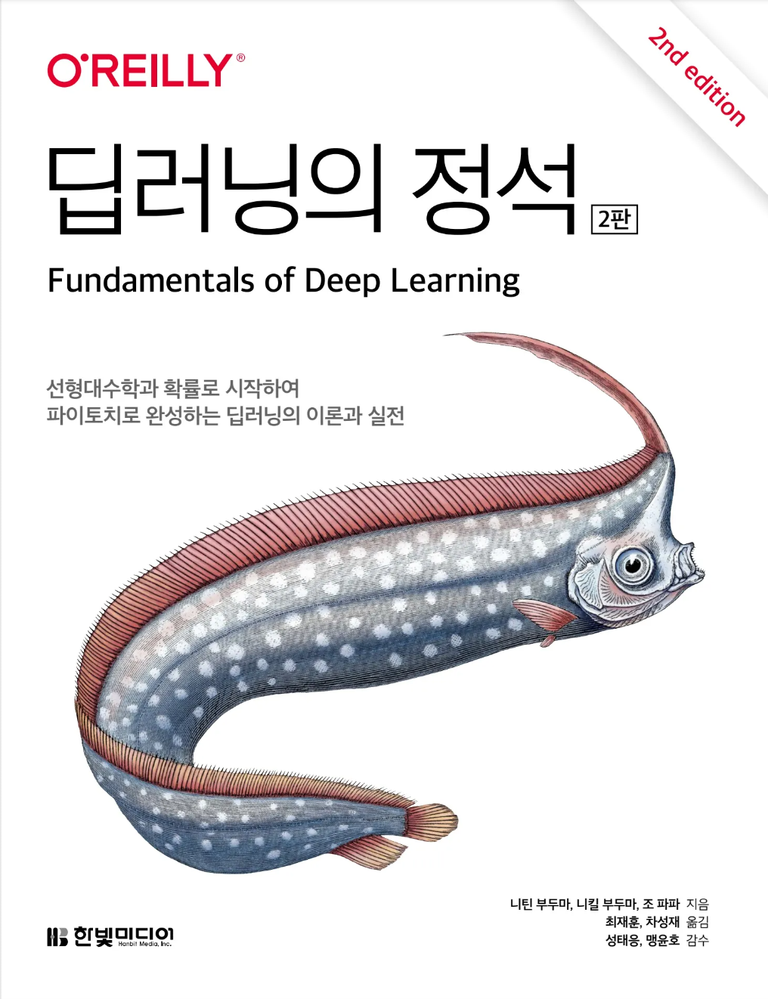 O'REILLY®
2nd edition
딥러닝의 정석 2판
Fundamentals of Deep Learning
선형대수학과 확률로 시작하여
파이토치로 완성하는 딥러닝의 이론과 실전
니틴 부두마, 니킬 부두마, 조 파파 지음
최재훈, 차성재 옮김
성태응, 맹윤호 감수
한빛미디어
Hanbit Media, Inc.